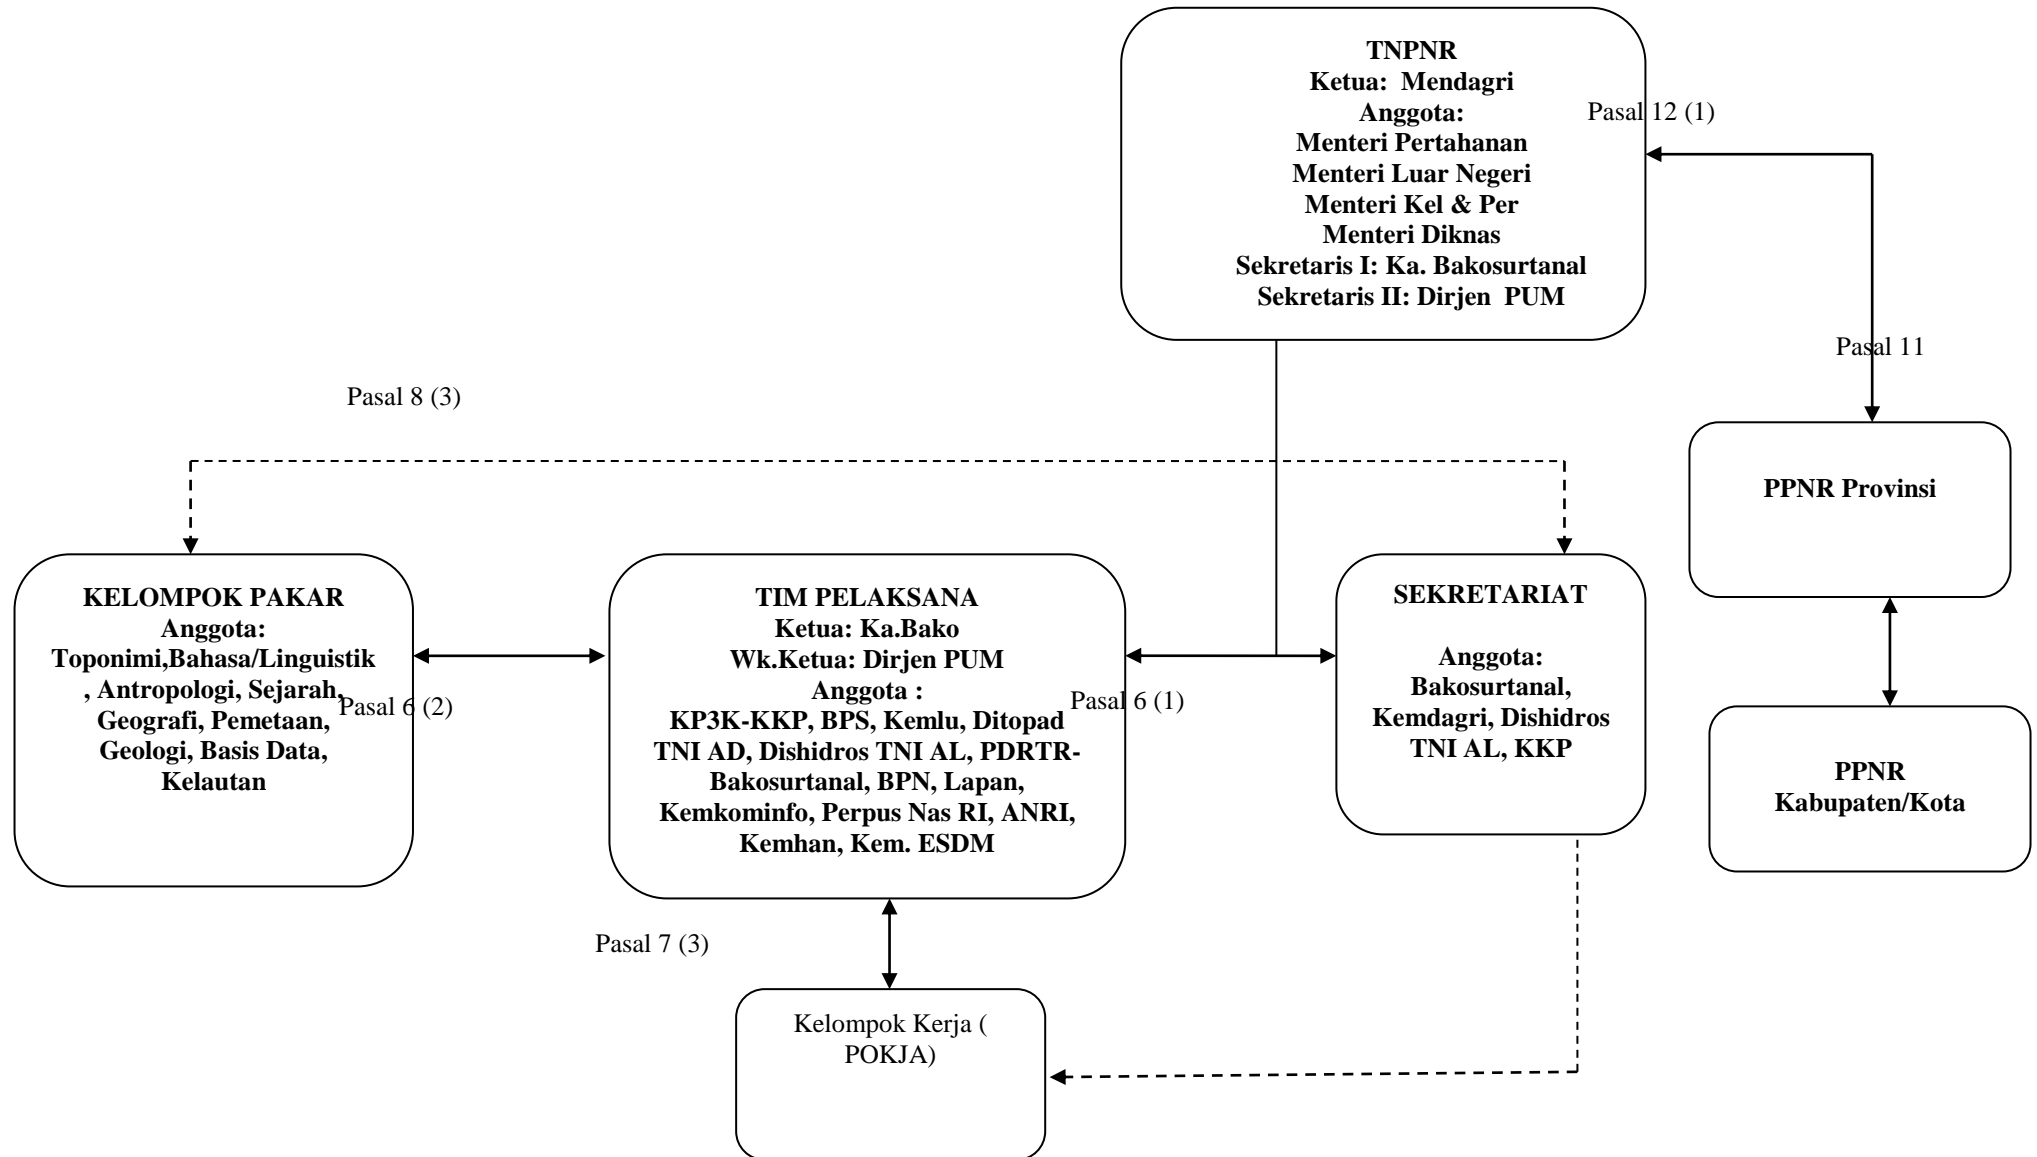 TNPNR
Ketua:  Mendagri
Anggota:
Menteri Pertahanan
Menteri Luar Negeri
Menteri Kel & Per
Menteri Diknas
Sekretaris I: Ka. Bakosurtanal
Sekretaris II: Dirjen  PUM
Pasal 12 (1)
Pasal 11
Pasal 8 (3)
PPNR Provinsi
KELOMPOK PAKAR
Anggota:
Toponimi,Bahasa/Linguistik
, Antropologi, Sejarah,
Geografi, Pemetaan,
Geologi, Basis Data,
Kelautan
Pasal 6 (2)
TIM PELAKSANA
Ketua: Ka.Bako
Wk.Ketua: Dirjen PUM
Anggota :
KP3K-KKP, BPS, Kemlu, Ditopad
TNI AD, Dishidros TNI AL, PDRTR-
Bakosurtanal, BPN, Lapan,
Kemkominfo, Perpus Nas RI, ANRI,
Kemhan, Kem. ESDM
Pasal 6 (1)
SEKRETARIAT
Anggota:
Bakosurtanal,
Kemdagri, Dishidros
TNI AL, KKP
PPNR
Kabupaten/Kota
Pasal 7 (3)
Kelompok Kerja (
POKJA)